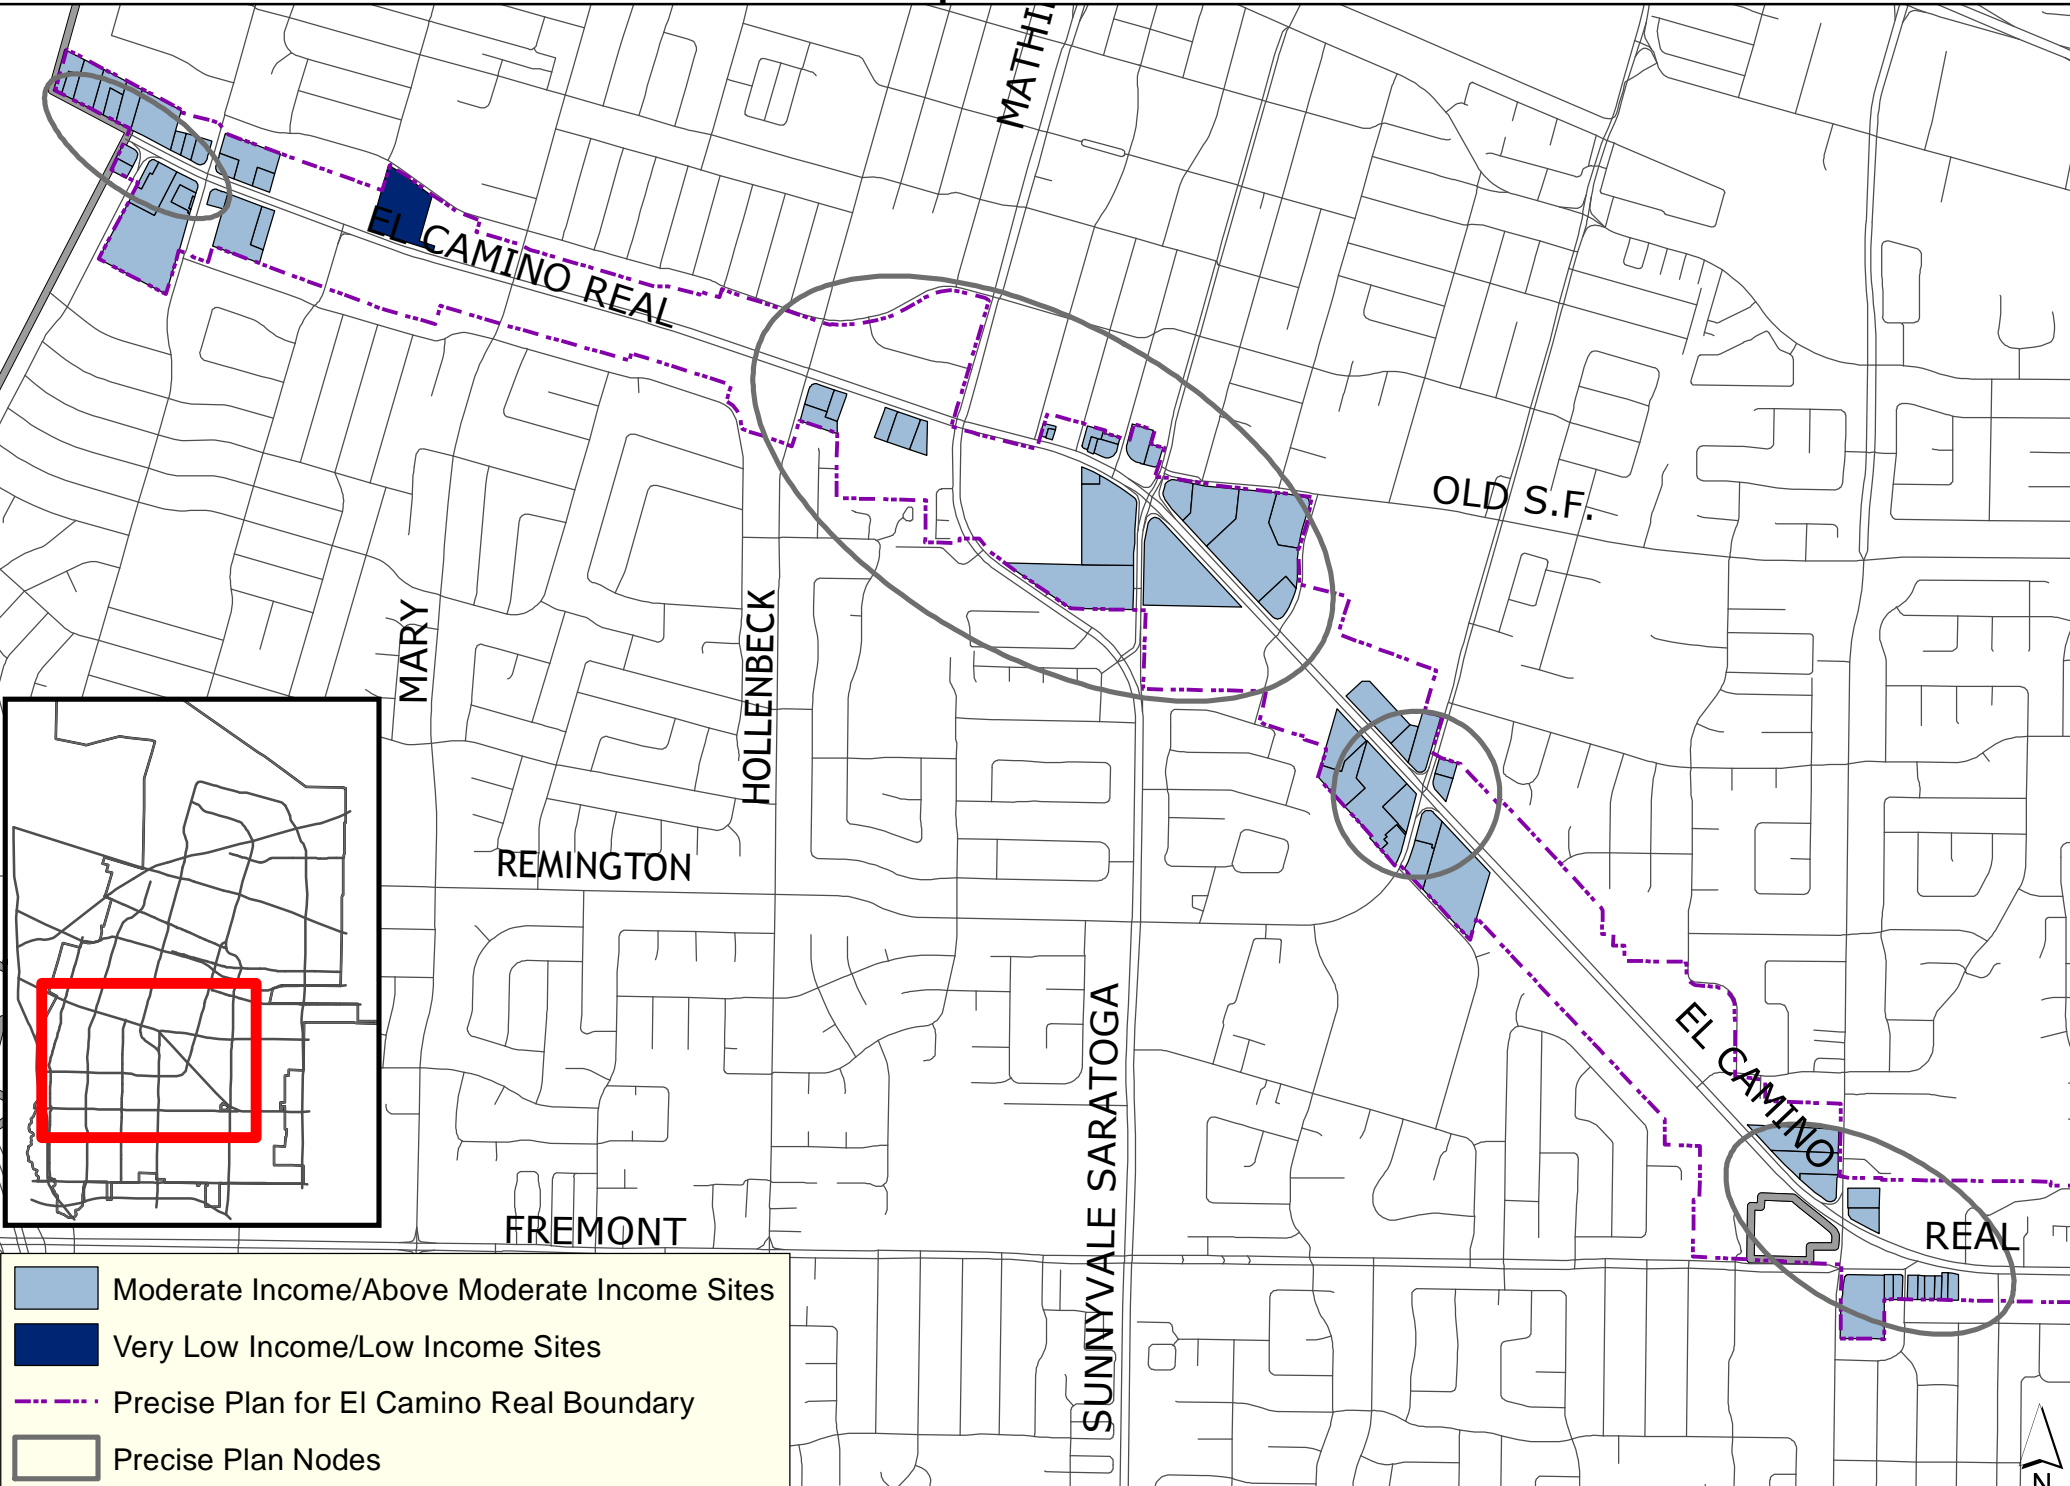 EL CAMINO REAL
OLD S.F.
MARY
HOLLENBECK
REMINGTON
SUNNYVALE SARATOGA
EL CAMINO
REAL
FREMONT
Moderate Income/Above Moderate Income Sites
Very Low Income/Low Income Sites
Precise Plan for El Camino Real Boundary
Precise Plan Nodes
N